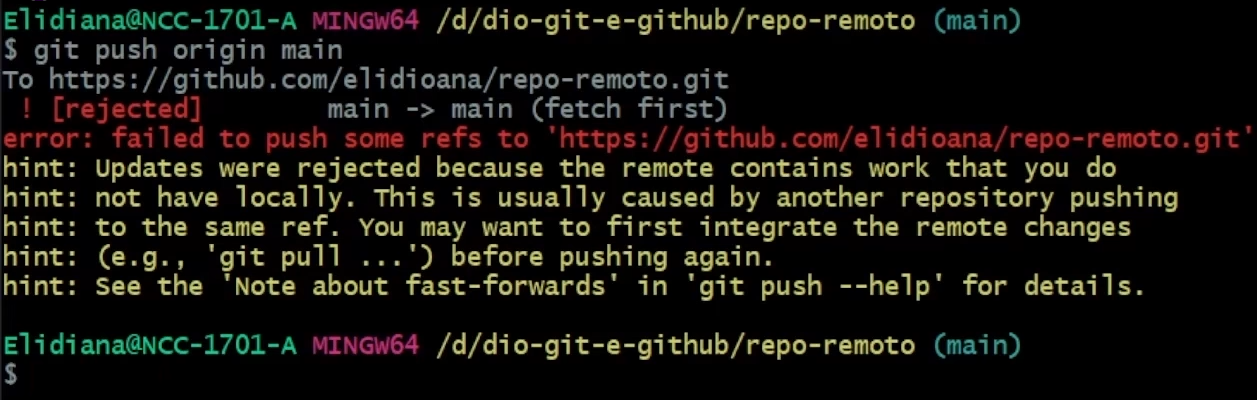 Elidiana@NCC-1701-A MINGW64 /d/dio-git-e-github/repo-remoto (main)
$ git push origin main
To https://github.com/elidioana/repo-remoto.git
 ! [rejected]        main -> main (fetch first)
error: failed to push some refs to 'https://github.com/elidioana/repo-remoto.git'
hint: Updates were rejected because the remote contains work that you do
hint: not have locally. This is usually caused by another repository pushing
hint: to the same ref. You may want to first integrate the remote changes
hint: (e.g., 'git pull ...') before pushing again.
hint: See the 'Note about fast-forwards' in 'git push --help' for details.
Elidiana@NCC-1701-A MINGW64 /d/dio-git-e-github/repo-remoto (main)
$